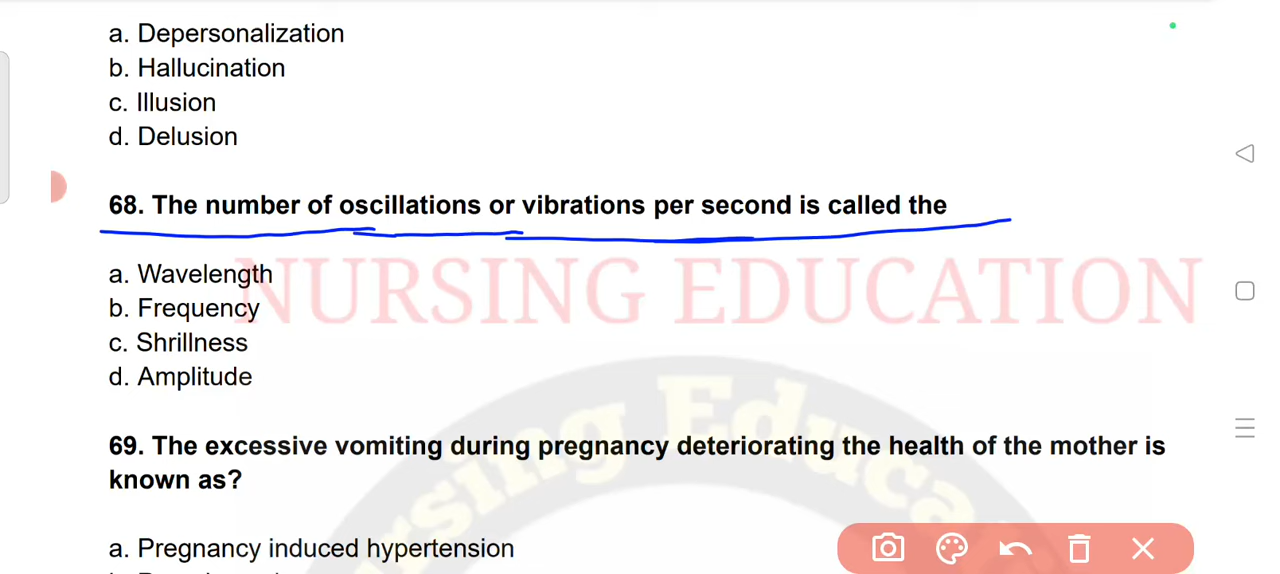 a. Depersonalization
b. Hallucination
c. Illusion
d. Delusion
68. The number of oscillations or vibrations per second is called the
NURSING EDUCATION
a. Wavelength
b. Frequency
c. Shrillness
d. Amplitude
69. The excessive vomiting during pregnancy deteriorating the health of the mother is
known as?
a. Pregnancy induced hypertension